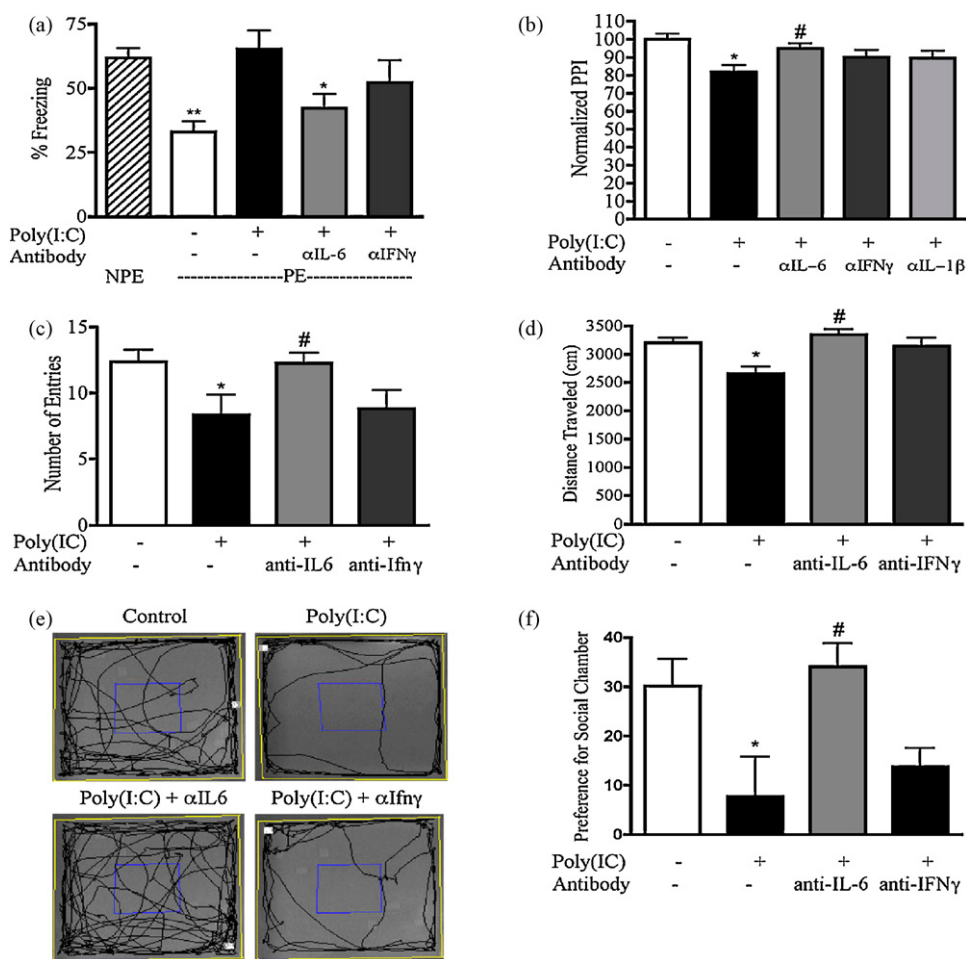 (a)
75
50
25
0
% Freezing
**
*
Poly(I:C) - + + +
Antibody - - αIL-6 αIFNγ
NPE ----------------PE----------------
(b)
110
100
90
80
70
60
50
40
30
20
10
0
Normalized PPI
*
#
Poly(I:C) - + + + +
Antibody - - αIL-6 αIFNγ αIL-1β
(c)
15
10
5
0
Number of Entries
*
#
Poly(IC) - + + +
Antibody - - anti-IL6 anti-Ifnγ
(d)
3500
3000
2500
2000
1500
1000
500
0
Distance Traveled (cm)
*
#
Poly(IC) - + + +
Antibody - - anti-IL-6 anti-IFNγ
(e)
Control Poly(I:C)
Poly(I:C) + αIL6 Poly(I:C) + αIfnγ
(f)
40
30
20
10
0
Preference for Social Chamber
*
#
Poly(IC) - + + +
Antibody - - anti-IL-6 anti-IFNγ